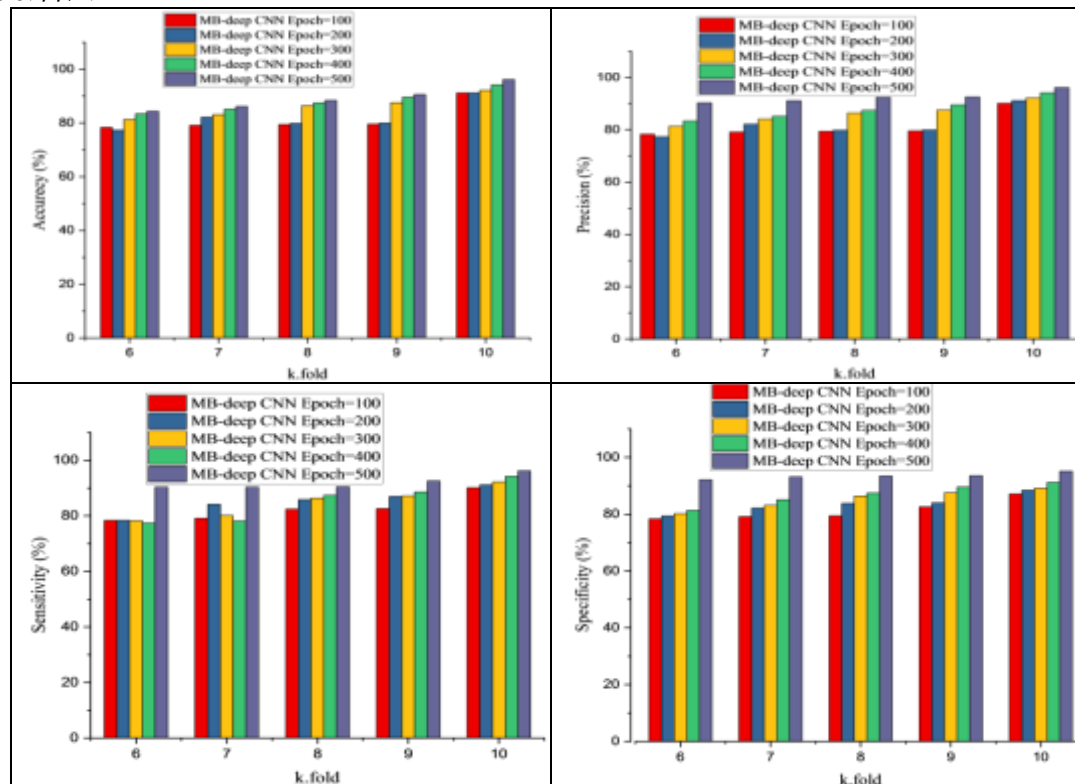 MB-deep CNN Epoch=100
MB-deep CNN Epoch=200
MB-deep CNN Epoch=300
MB-deep CNN Epoch=400
MB-deep CNN Epoch=500
Accurecy (%)
100
80
60
40
20
0
6 7 8 9 10
k.fold
MB-deep CNN Epoch=100
MB-deep CNN Epoch=200
MB-deep CNN Epoch=300
MB-deep CNN Epoch=400
MB-deep CNN Epoch=500
Precision (%)
100
80
60
40
20
0
6 7 8 9 10
k.fold
MB-deep CNN Epoch=100
MB-deep CNN Epoch=200
MB-deep CNN Epoch=300
MB-deep CNN Epoch=400
MB-deep CNN Epoch=500
Sensitivity (%)
100
80
60
40
20
0
6 7 8 9 10
k.fold
MB-deep CNN Epoch=100
MB-deep CNN Epoch=200
MB-deep CNN Epoch=300
MB-deep CNN Epoch=400
MB-deep CNN Epoch=500
Specificity (%)
100
80
60
40
20
0
6 7 8 9 10
k.fold